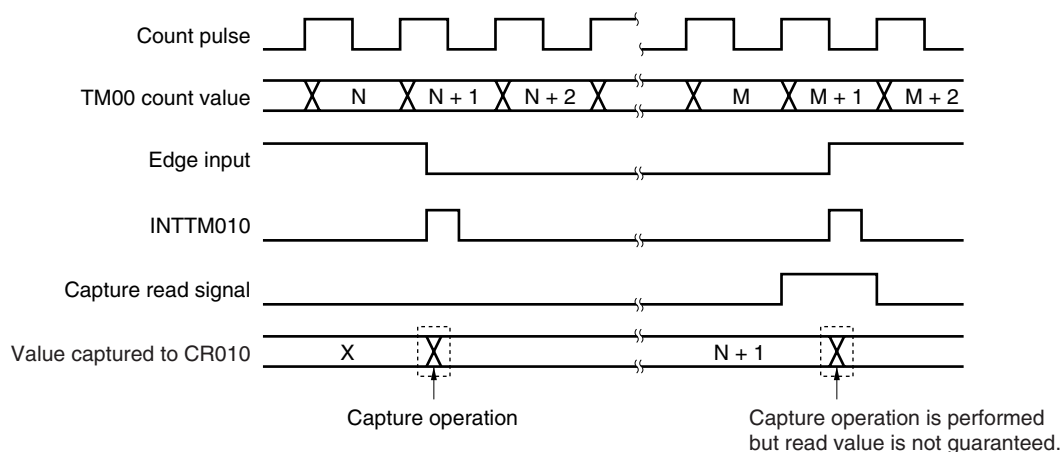 Count pulse
TM00 count value
N
N + 1
N + 2
M
M + 1
M + 2
Edge input
INTTM010
Capture read signal
Value captured to CR010
X
N + 1
Capture operation
Capture operation is performed
but read value is not guaranteed.